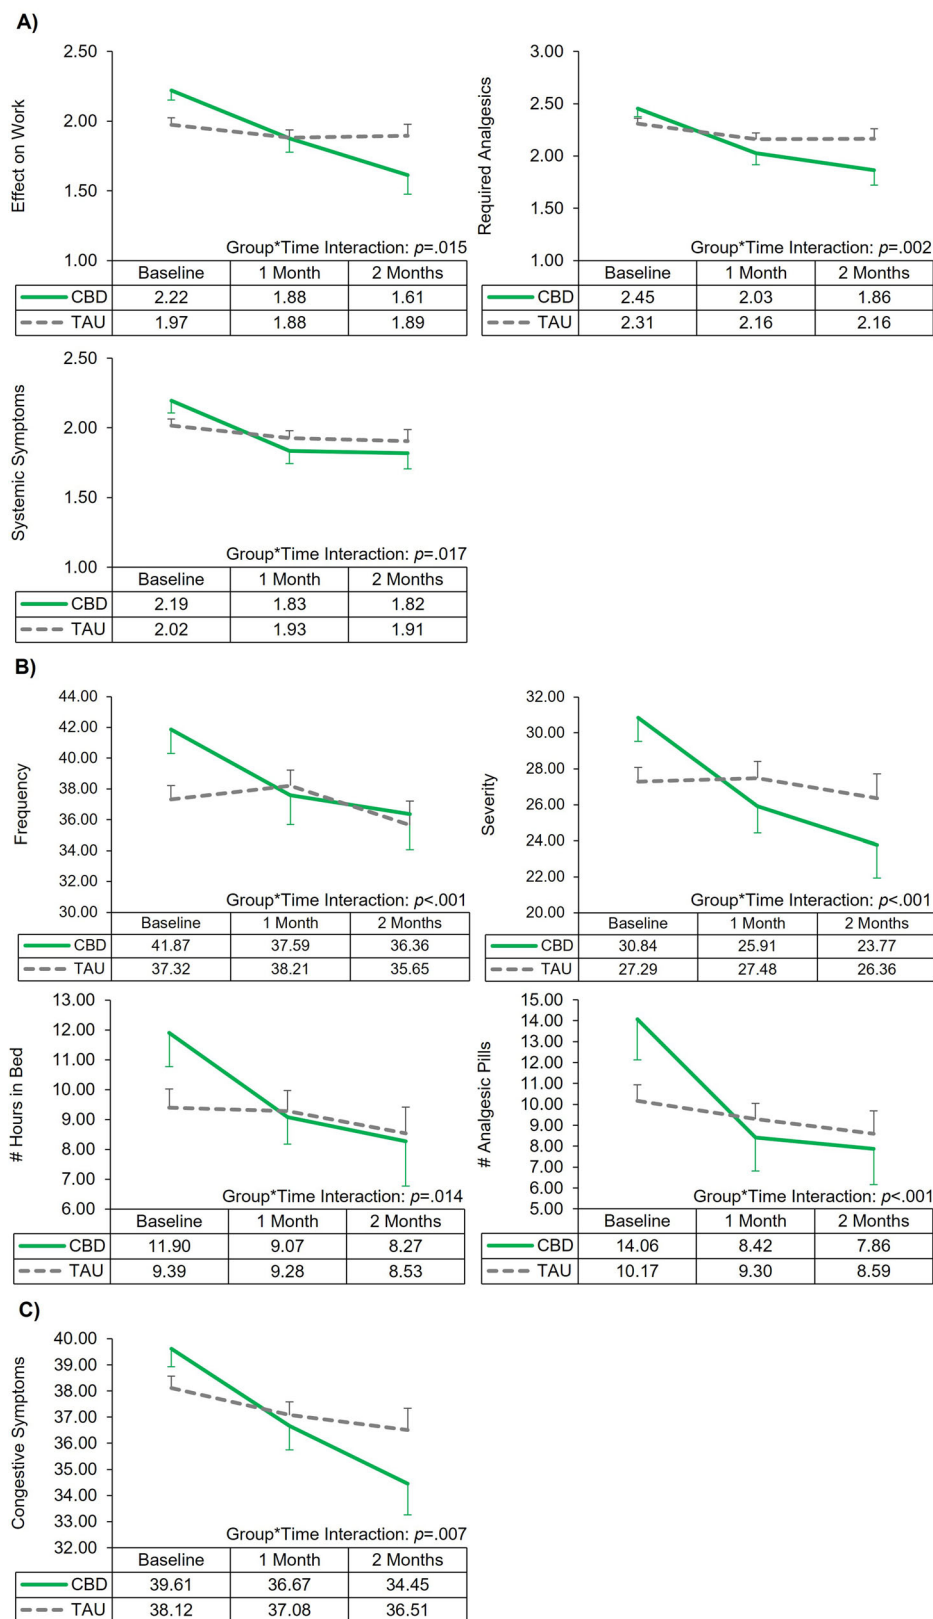 A)
Effect on Work
2.50
2.00
1.50
1.00
Group*Time Interaction: p=.015
Baseline 1 Month 2 Months
CBD 2.22 1.88 1.61
TAU 1.97 1.88 1.89
Required Analgesics
3.00
2.50
2.00
1.50
1.00
Group*Time Interaction: p=.002
Baseline 1 Month 2 Months
CBD 2.45 2.03 1.86
TAU 2.31 2.16 2.16
Systemic Symptoms
2.50
2.00
1.50
1.00
Group*Time Interaction: p=.017
Baseline 1 Month 2 Months
CBD 2.19 1.83 1.82
TAU 2.02 1.93 1.91
B)
Frequency
44.00
42.00
40.00
38.00
36.00
34.00
32.00
30.00
Group*Time Interaction: p<.001
Baseline 1 Month 2 Months
CBD 41.87 37.59 36.36
TAU 37.32 38.21 35.65
Severity
32.00
30.00
28.00
26.00
24.00
22.00
20.00
Group*Time Interaction: p<.001
Baseline 1 Month 2 Months
CBD 30.84 25.91 23.77
TAU 27.29 27.48 26.36
# Hours in Bed
13.00
12.00
11.00
10.00
9.00
8.00
7.00
6.00
Group*Time Interaction: p=.014
Baseline 1 Month 2 Months
CBD 11.90 9.07 8.27
TAU 9.39 9.28 8.53
# Analgesic Pills
15.00
14.00
13.00
12.00
11.00
10.00
9.00
8.00
7.00
6.00
5.00
Group*Time Interaction: p<.001
Baseline 1 Month 2 Months
CBD 14.06 8.42 7.86
TAU 10.17 9.30 8.59
C)
Congestive Symptoms
40.00
39.00
38.00
37.00
36.00
35.00
34.00
33.00
32.00
Group*Time Interaction: p=.007
Baseline 1 Month 2 Months
CBD 39.61 36.67 34.45
TAU 38.12 37.08 36.51